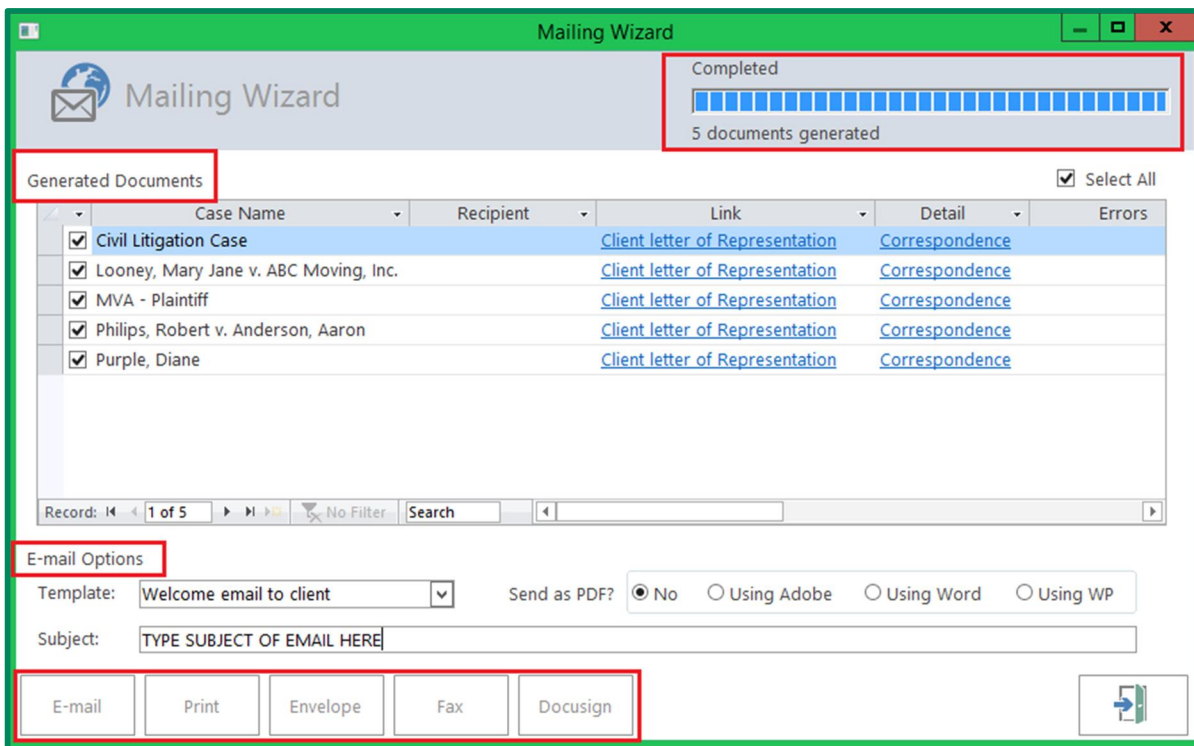 Mailing Wizard
X
Mailing Wizard
Completed
5 documents generated
Generated Documents
Select All
Case Name Recipient Link Detail Errors
Civil Litigation Case Client letter of Representation Correspondence
Looney, Mary Jane v. ABC Moving, Inc. Client letter of Representation Correspondence
MVA - Plaintiff Client letter of Representation Correspondence
Philips, Robert v. Anderson, Aaron Client letter of Representation Correspondence
Purple, Diane Client letter of Representation Correspondence
Record: 1 of 5 No Filter Search
E-mail Options
Template: Welcome email to client Send as PDF? No Using Adobe Using Word Using WP
Subject: TYPE SUBJECT OF EMAIL HERE
E-mail Print Envelope Fax Docusign